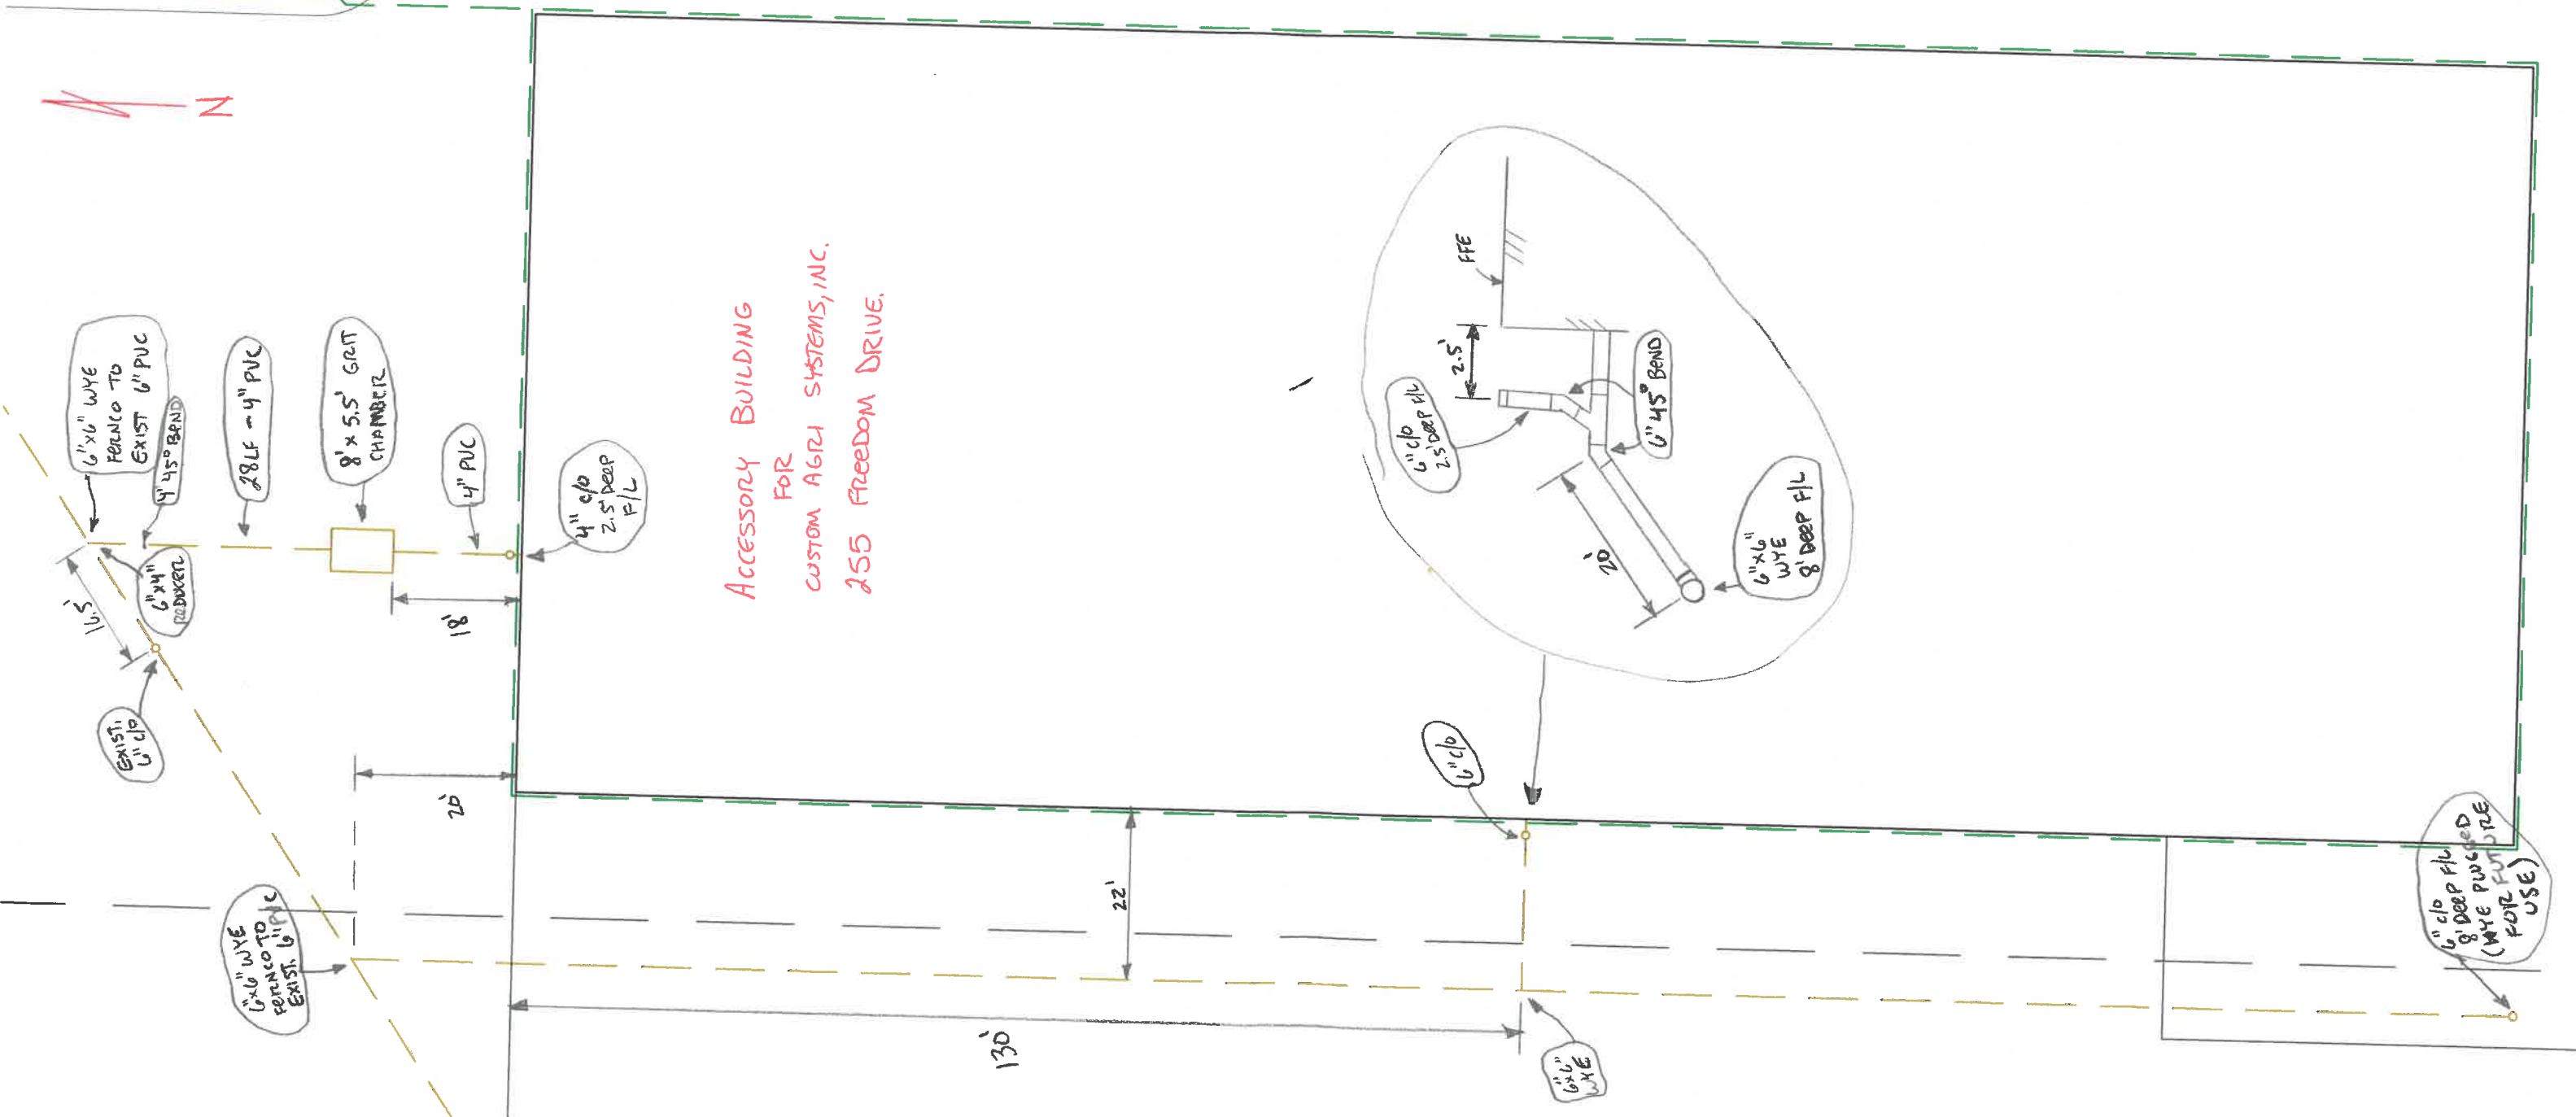 N
6"x6" WYE
FERNCO TO
EXIST 6" PVC
4" 45° BEND
28LF - 4" PVC
8' x 5.5' GRIT
CHAMBER
4" PVC
4" C/O
2.5' DEEP
F/L
6"x4"
REDUCER
16.5'
18'
EXIST.
6" C/O
20'
6"x6" WYE
FERNCO TO
EXIST. 6" PVC
ACCESSORY BUILDING
FOR
CUSTOM AGRI SYSTEMS, INC.
255 FREEDOM DRIVE.
FFE
2.5'
6" C/O
2.5' DEEP F/L
6" 45° BEND
20'
6"x6"
WYE
8' DEEP F/L
6" C/O
22'
130'
6"x6"
WYE
6" C/O
8' DEEP F/L
(WYE PLUGGED
FOR FUTURE
USE)